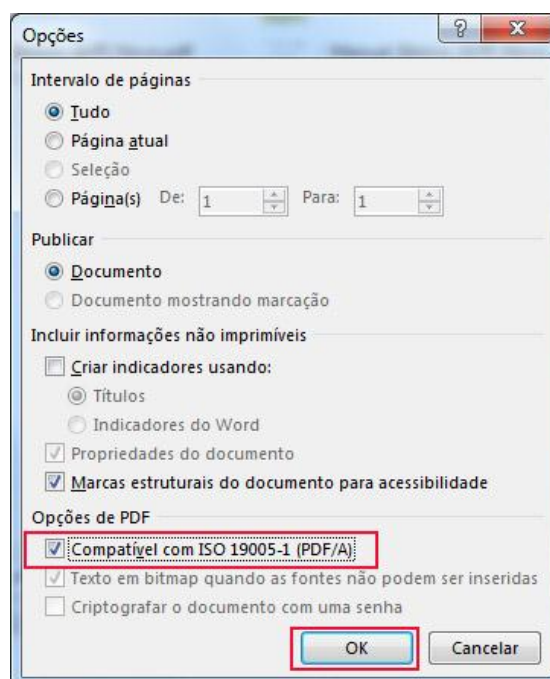 Opções
Intervalo de páginas
Tudo
Página atual
Seleção
Página(s) De: 1 Para: 1
Publicar
Documento
Documento mostrando marcação
Incluir informações não imprimíveis
Criar indicadores usando:
Títulos
Indicadores do Word
Propriedades do documento
Marcas estruturais do documento para acessibilidade
Opções de PDF
Compatível com ISO 19005-1 (PDF/A)
Texto em bitmap quando as fontes não podem ser inseridas
Criptografar o documento com uma senha
OK Cancelar